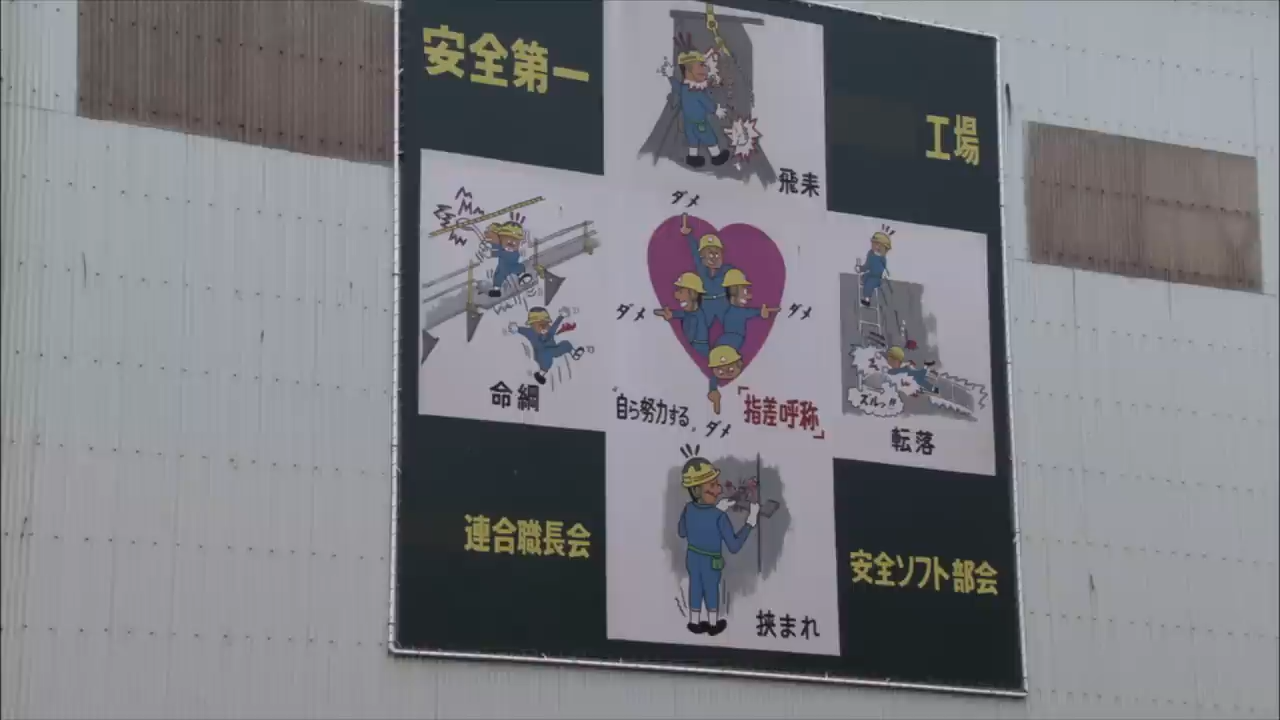 安全第一
工場
飛来
ダメ
ダメ
ダメ
命綱
"自ら努力する„
ダメ
「指差呼称」
ズルッ!!
転落
連合職長会
安全ソフト部会
挟まれ